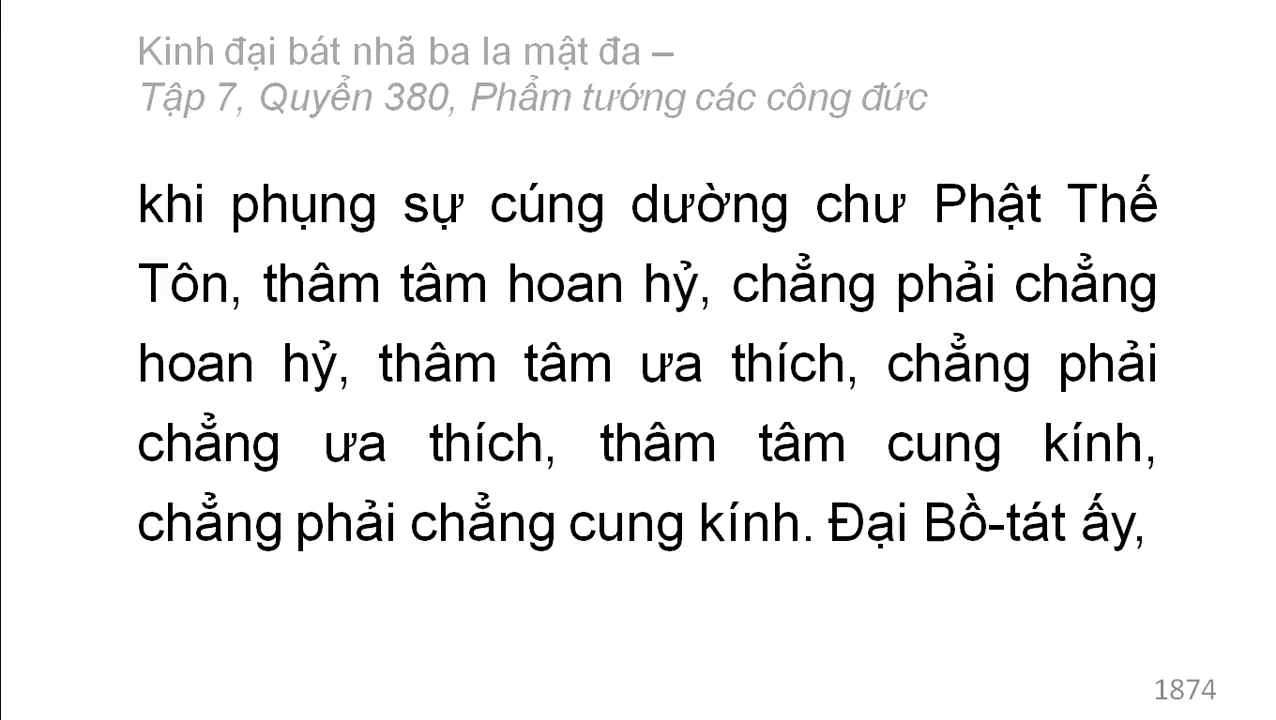 Kinh đại bát nhã ba la mật đa –
Tập 7, Quyển 380, Phẩm tướng các công đức
khi phụng sự cúng dường chư Phật Thế
Tôn, thâm tâm hoan hỷ, chẳng phải chẳng
hoan hỷ, thâm tâm ưa thích, chẳng phải
chẳng ưa thích, thâm tâm cung kính,
chẳng phải chẳng cung kính. Đại Bồ-tát ấy,
1874